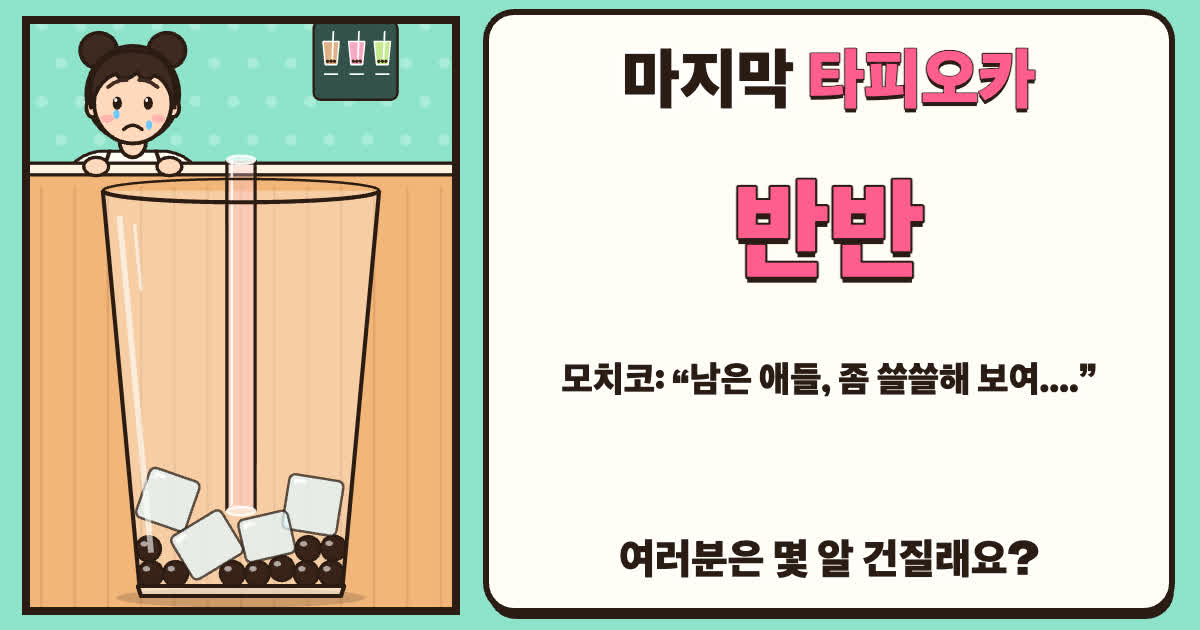 마지막 타피오카
반반
모치코: “남은 애들, 좀 쓸쓸해 보여....”
여러분은 몇 알 건질래요?